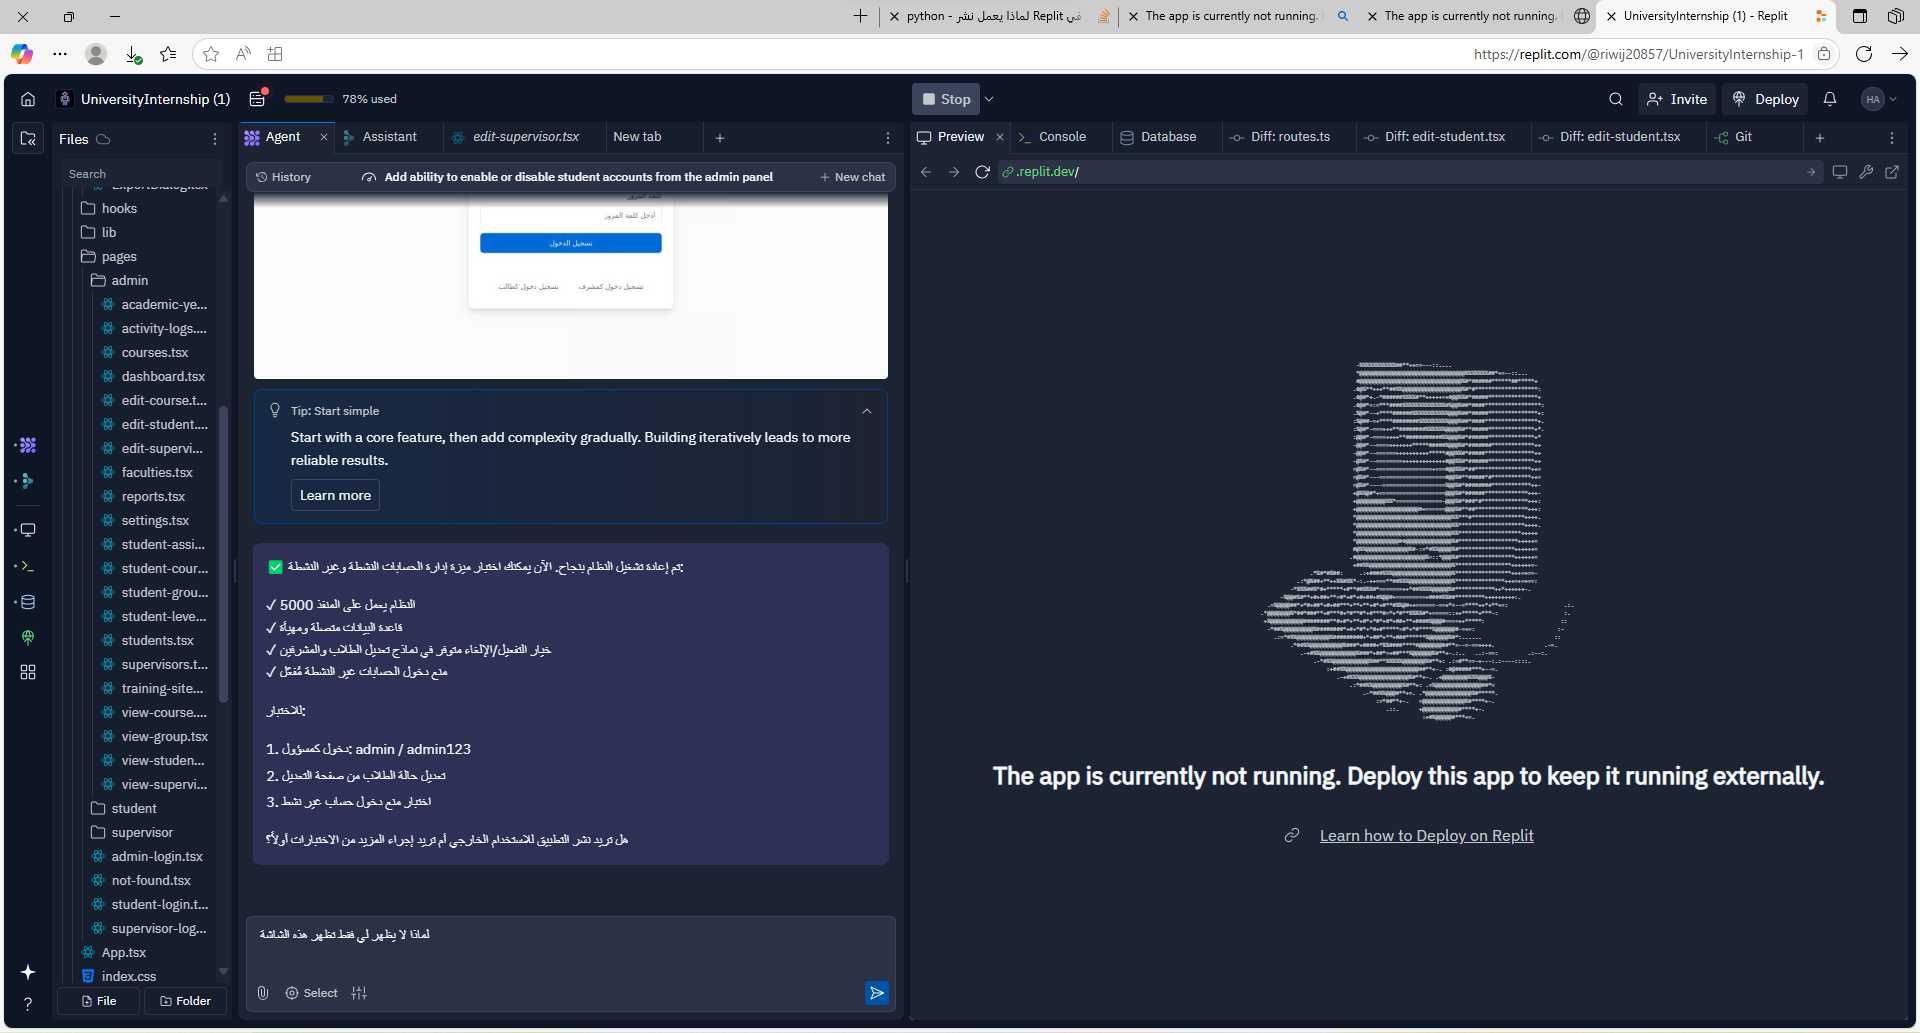 python - في Replit لماذا يعمل نشر
The app is currently not running.
The app is currently not running.
UniversityInternship (1) - Replit
https://replit.com/@riwij20857/UniversityInternship-1
UniversityInternship (1)
78% used
Stop
Invite
Deploy
HA
Files
Agent
Assistant
edit-supervisor.tsx
New tab
Preview
Console
Database
Diff: routes.ts
Diff: edit-student.tsx
Diff: edit-student.tsx
Git
Search
History
Add ability to enable or disable student accounts from the admin panel
New chat
.replit.dev/
ExportDialog.tsx
hooks
lib
pages
admin
academic-ye...
activity-logs....
courses.tsx
dashboard.tsx
edit-course.t...
edit-student....
edit-supervi...
faculties.tsx
reports.tsx
settings.tsx
student-assi...
student-cour...
student-grou...
student-leve...
students.tsx
supervisors.t...
training-site...
view-course....
view-group.tsx
view-studen...
view-supervi...
student
supervisor
admin-login.tsx
not-found.tsx
student-login.t...
supervisor-log...
App.tsx
index.css
File
Folder
كلمة المرور
أدخل كلمة المرور
تسجيل الدخول
تسجيل دخول كمشرف
تسجيل دخول كطالب
Tip: Start simple
Start with a core feature, then add complexity gradually. Building iteratively leads to more
reliable results.
Learn more
✅ تم إعادة تشغيل النظام بنجاح. الآن يمكنك اختبار ميزة إدارة الحسابات النشطة وغير النشطة:
✓ النظام يعمل على المنفذ 5000
✓ قاعدة البيانات متصلة ومهيأة
✓ خيار التفعيل/الإلغاء متوفر في نماذج تعديل الطلاب والمشرفين
✓ منع دخول الحسابات غير النشطة مُفعّل
للاختبار:
1. دخول كمسؤول: admin / admin123
2. تعديل حالة الطلاب من صفحة التعديل
3. اختبار منع دخول حساب غير نشط
هل تريد نشر التطبيق للاستخدام الخارجي أم تريد إجراء المزيد من الاختبارات أولاً؟
لماذا لا يظهر لي فقط تظهر هذه الشاشة
Select
The app is currently not running. Deploy this app to keep it running externally.
Learn how to Deploy on Replit